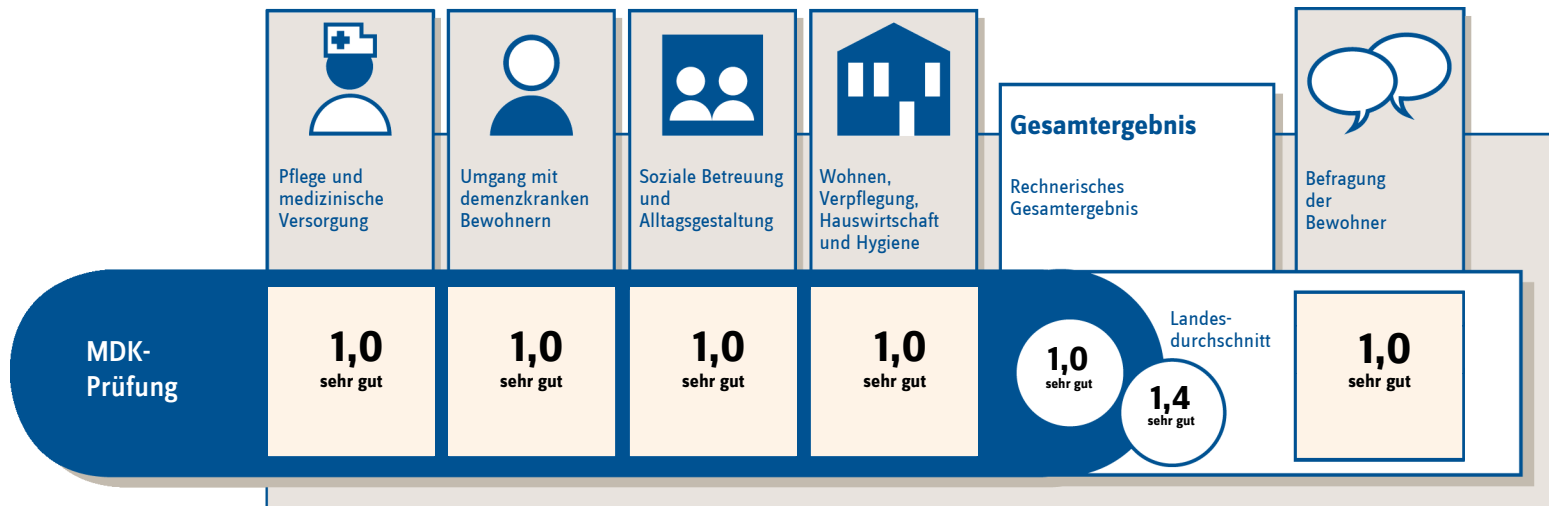 Pflege und
medizinische
Versorgung
Umgang mit
demenzkranken
Bewohnern
Soziale Betreuung
und
Alltagsgestaltung
Wohnen,
Verpflegung,
Hauswirtschaft
und Hygiene
Gesamtergebnis
Rechnerisches
Gesamtergebnis
Befragung
der
Bewohner
MDK-
Prüfung
1,0
sehr gut
1,0
sehr gut
1,0
sehr gut
1,0
sehr gut
1,0
sehr gut
Landes-
durchschnitt
1,4
sehr gut
1,0
sehr gut